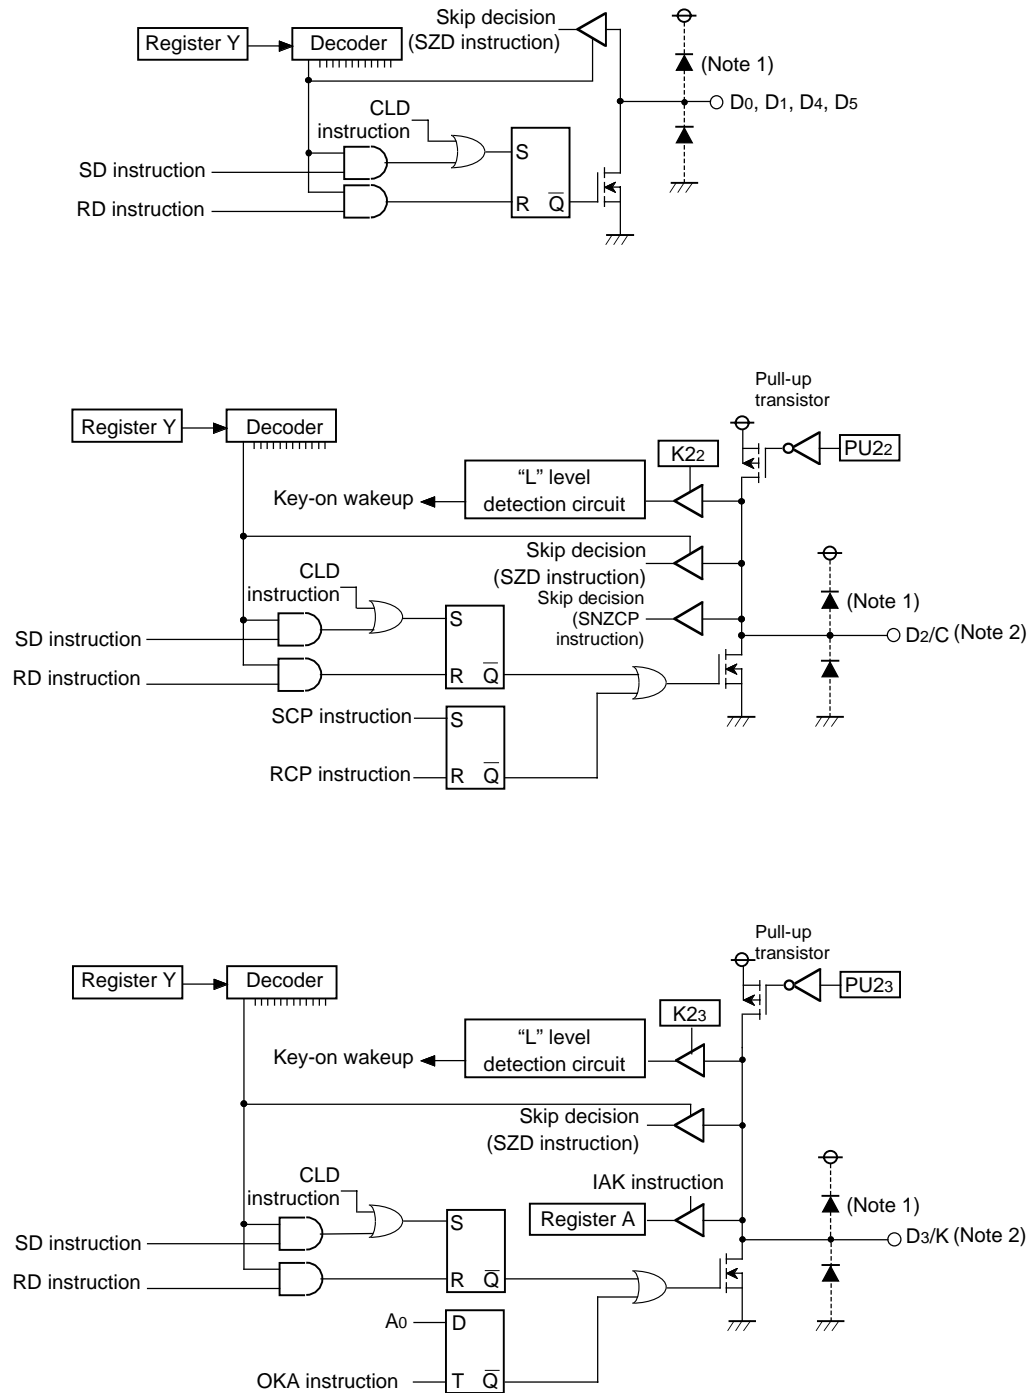 Register Y
Decoder
Skip decision
(SZD instruction)
(Note 1)
D0, D1, D4, D5
CLD
instruction
SD instruction
RD instruction
S
R Q̅
Pull-up
transistor
Register Y
Decoder
K22
PU22
"L" level
detection circuit
Key-on wakeup
Skip decision
(SZD instruction)
Skip decision
(SNZCP
instruction)
CLD
instruction
(Note 1)
SD instruction
D2/C (Note 2)
RD instruction
S
R Q̅
SCP instruction
S
RCP instruction
R Q̅
Pull-up
transistor
Register Y
Decoder
K23
PU23
"L" level
detection circuit
Key-on wakeup
Skip decision
(SZD instruction)
IAK instruction
CLD
instruction
Register A
(Note 1)
SD instruction
D3/K (Note 2)
RD instruction
S
R Q̅
A0
D
OKA instruction
T Q̅